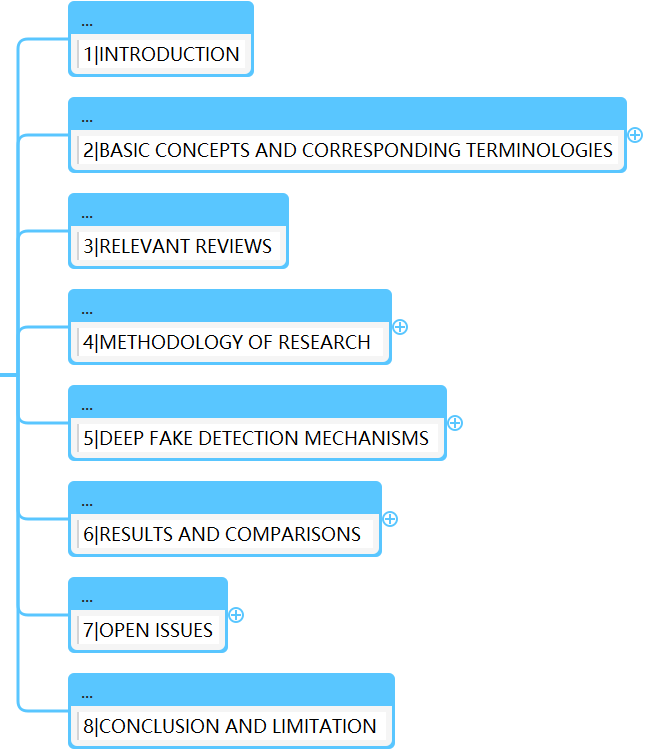 ...
1|INTRODUCTION
...
2|BASIC CONCEPTS AND CORRESPONDING TERMINOLOGIES
...
3|RELEVANT REVIEWS
...
4|METHODOLOGY OF RESEARCH
...
5|DEEP FAKE DETECTION MECHANISMS
...
6|RESULTS AND COMPARISONS
...
7|OPEN ISSUES
...
8|CONCLUSION AND LIMITATION